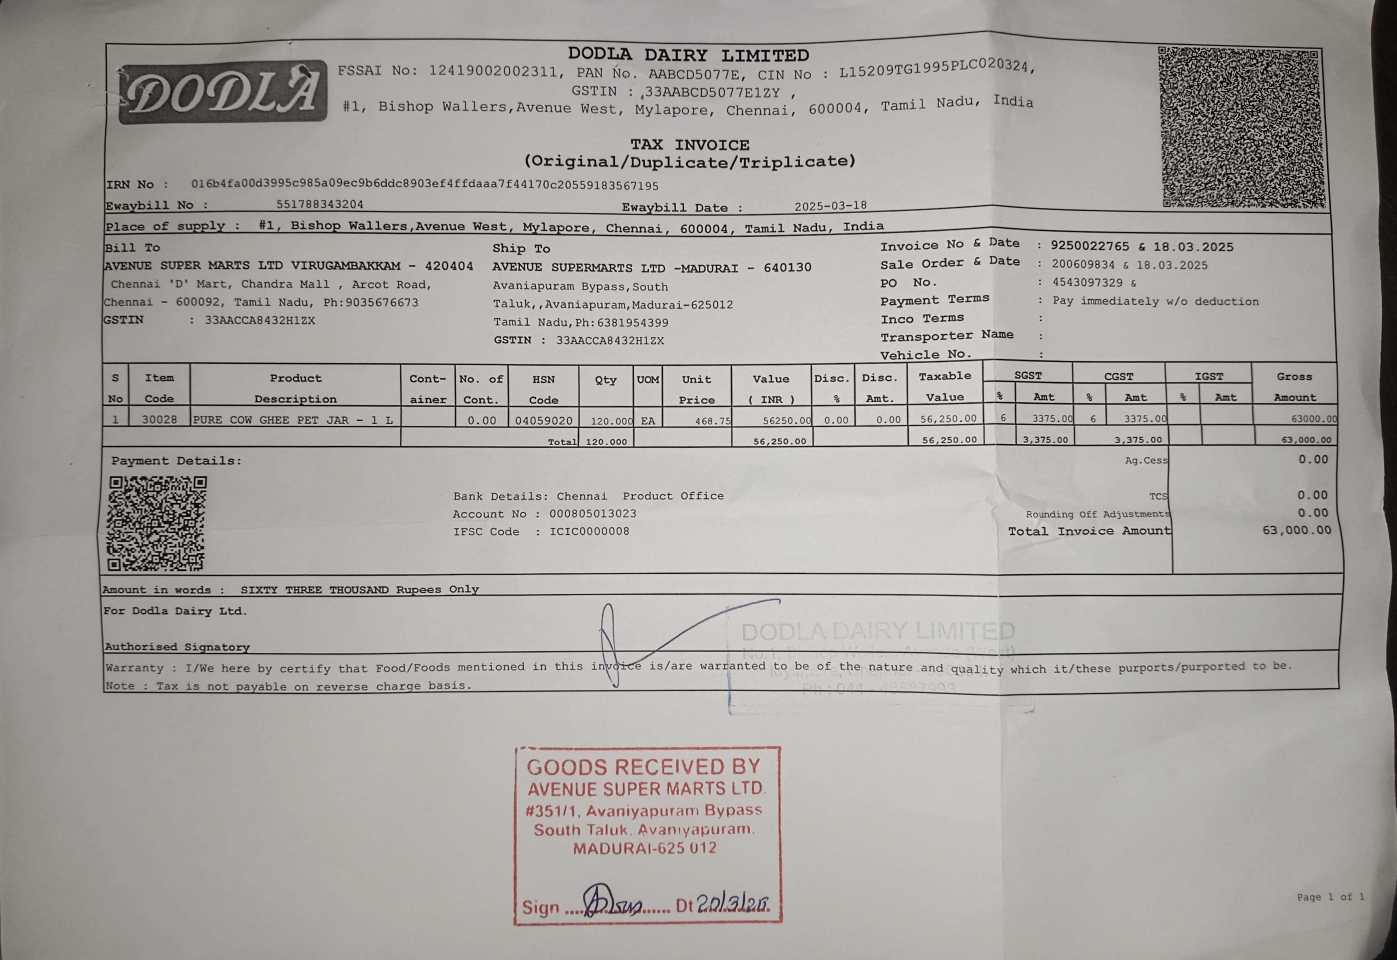 DODLA
DODLA DAIRY LIMITED
FSSAI No: 12419002002311, PAN No. AABCD5077E, CIN No : L15209TG1995PLC020324,
GSTIN : ,33AABCD5077E1ZY ,
#1, Bishop Wallers,Avenue West, Mylapore, Chennai, 600004, Tamil Nadu, India
TAX INVOICE
(Original/Duplicate/Triplicate)
IRN No : 016b4fa00d3995c985a09ec9b6ddc8903ef4ffdaaa7f44170c20559183567195
Ewaybill No : 551788343204 Ewaybill Date : 2025-03-18
Place of supply : #1, Bishop Wallers,Avenue West, Mylapore, Chennai, 600004, Tamil Nadu, India
Bill To
AVENUE SUPER MARTS LTD VIRUGAMBAKKAM - 420404
Chennai 'D' Mart, Chandra Mall , Arcot Road,
Chennai - 600092, Tamil Nadu, Ph:9035676673
GSTIN : 33AACCA8432H1ZX
Ship To
AVENUE SUPERMARTS LTD -MADURAI - 640130
Avaniapuram Bypass,South
Taluk,,Avaniapuram,Madurai-625012
Tamil Nadu,Ph:6381954399
GSTIN : 33AACCA8432H1ZX
Invoice No & Date : 9250022765 & 18.03.2025
Sale Order & Date : 200609834 & 18.03.2025
PO No. : 4543097329 &
Payment Terms : Pay immediately w/o deduction
Inco Terms :
Transporter Name :
Vehicle No. :
S Item Product Cont- No. of HSN Qty UOM Unit Value Disc. Disc. Taxable SGST CGST IGST Gross
No Code Description ainer Cont. Code Price ( INR ) % Amt. Value % Amt % Amt % Amt Amount
1 30028 PURE COW GHEE PET JAR - 1 L 0.00 04059020 120.000 EA 468.75 56250.00 0.00 0.00 56,250.00 6 3375.00 6 3375.00 63000.00
Total 120.000 56,250.00 56,250.00 3,375.00 3,375.00 63,000.00
Payment Details:
Bank Details: Chennai Product Office
Account No : 000805013023
IFSC Code : ICIC0000008
Ag.Cess 0.00
TCS 0.00
Rounding Off Adjustments 0.00
Total Invoice Amount 63,000.00
Amount in words : SIXTY THREE THOUSAND Rupees Only
For Dodla Dairy Ltd.
DODLA DAIRY LIMITED
Authorised Signatory
Warranty : I/We here by certify that Food/Foods mentioned in this invoice is/are warranted to be of the nature and quality which it/these purports/purported to be.
Note : Tax is not payable on reverse charge basis.
GOODS RECEIVED BY
AVENUE SUPER MARTS LTD.
#351/1, Avaniyapuram Bypass
South Taluk, Avaniyapuram,
MADURAI-625 012
Sign ............ Dt 20/3/25
Page 1 of 1